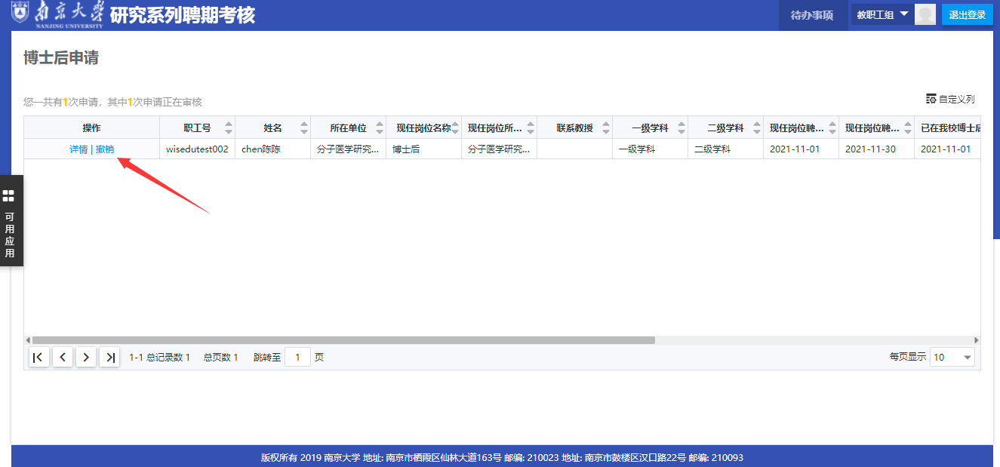 南京大学 研究系列聘期考核 待办事项 教职工组 退出登录
NANJING UNIVERSITY
博士后申请
您一共有1次申请，其中1次申请正在审核 自定义列
操作 职工号 姓名 所在单位 现任岗位名称 现任岗位所... 联系教授 一级学科 二级学科 现任岗位聘... 现任岗位聘... 已在我校博士后
详情 | 撤销 wisedutest002 chen陈陈 分子医学研究... 博士后 分子医学研究... 一级学科 二级学科 2021-11-01 2021-11-30 2021-11-01
可用应用
1-1 总记录数 1 总页数 1 跳转至 1 页 每页显示 10
版权所有 2019 南京大学 地址: 南京市栖霞区仙林大道163号 邮编: 210023 地址: 南京市鼓楼区汉口路22号 邮编: 210093